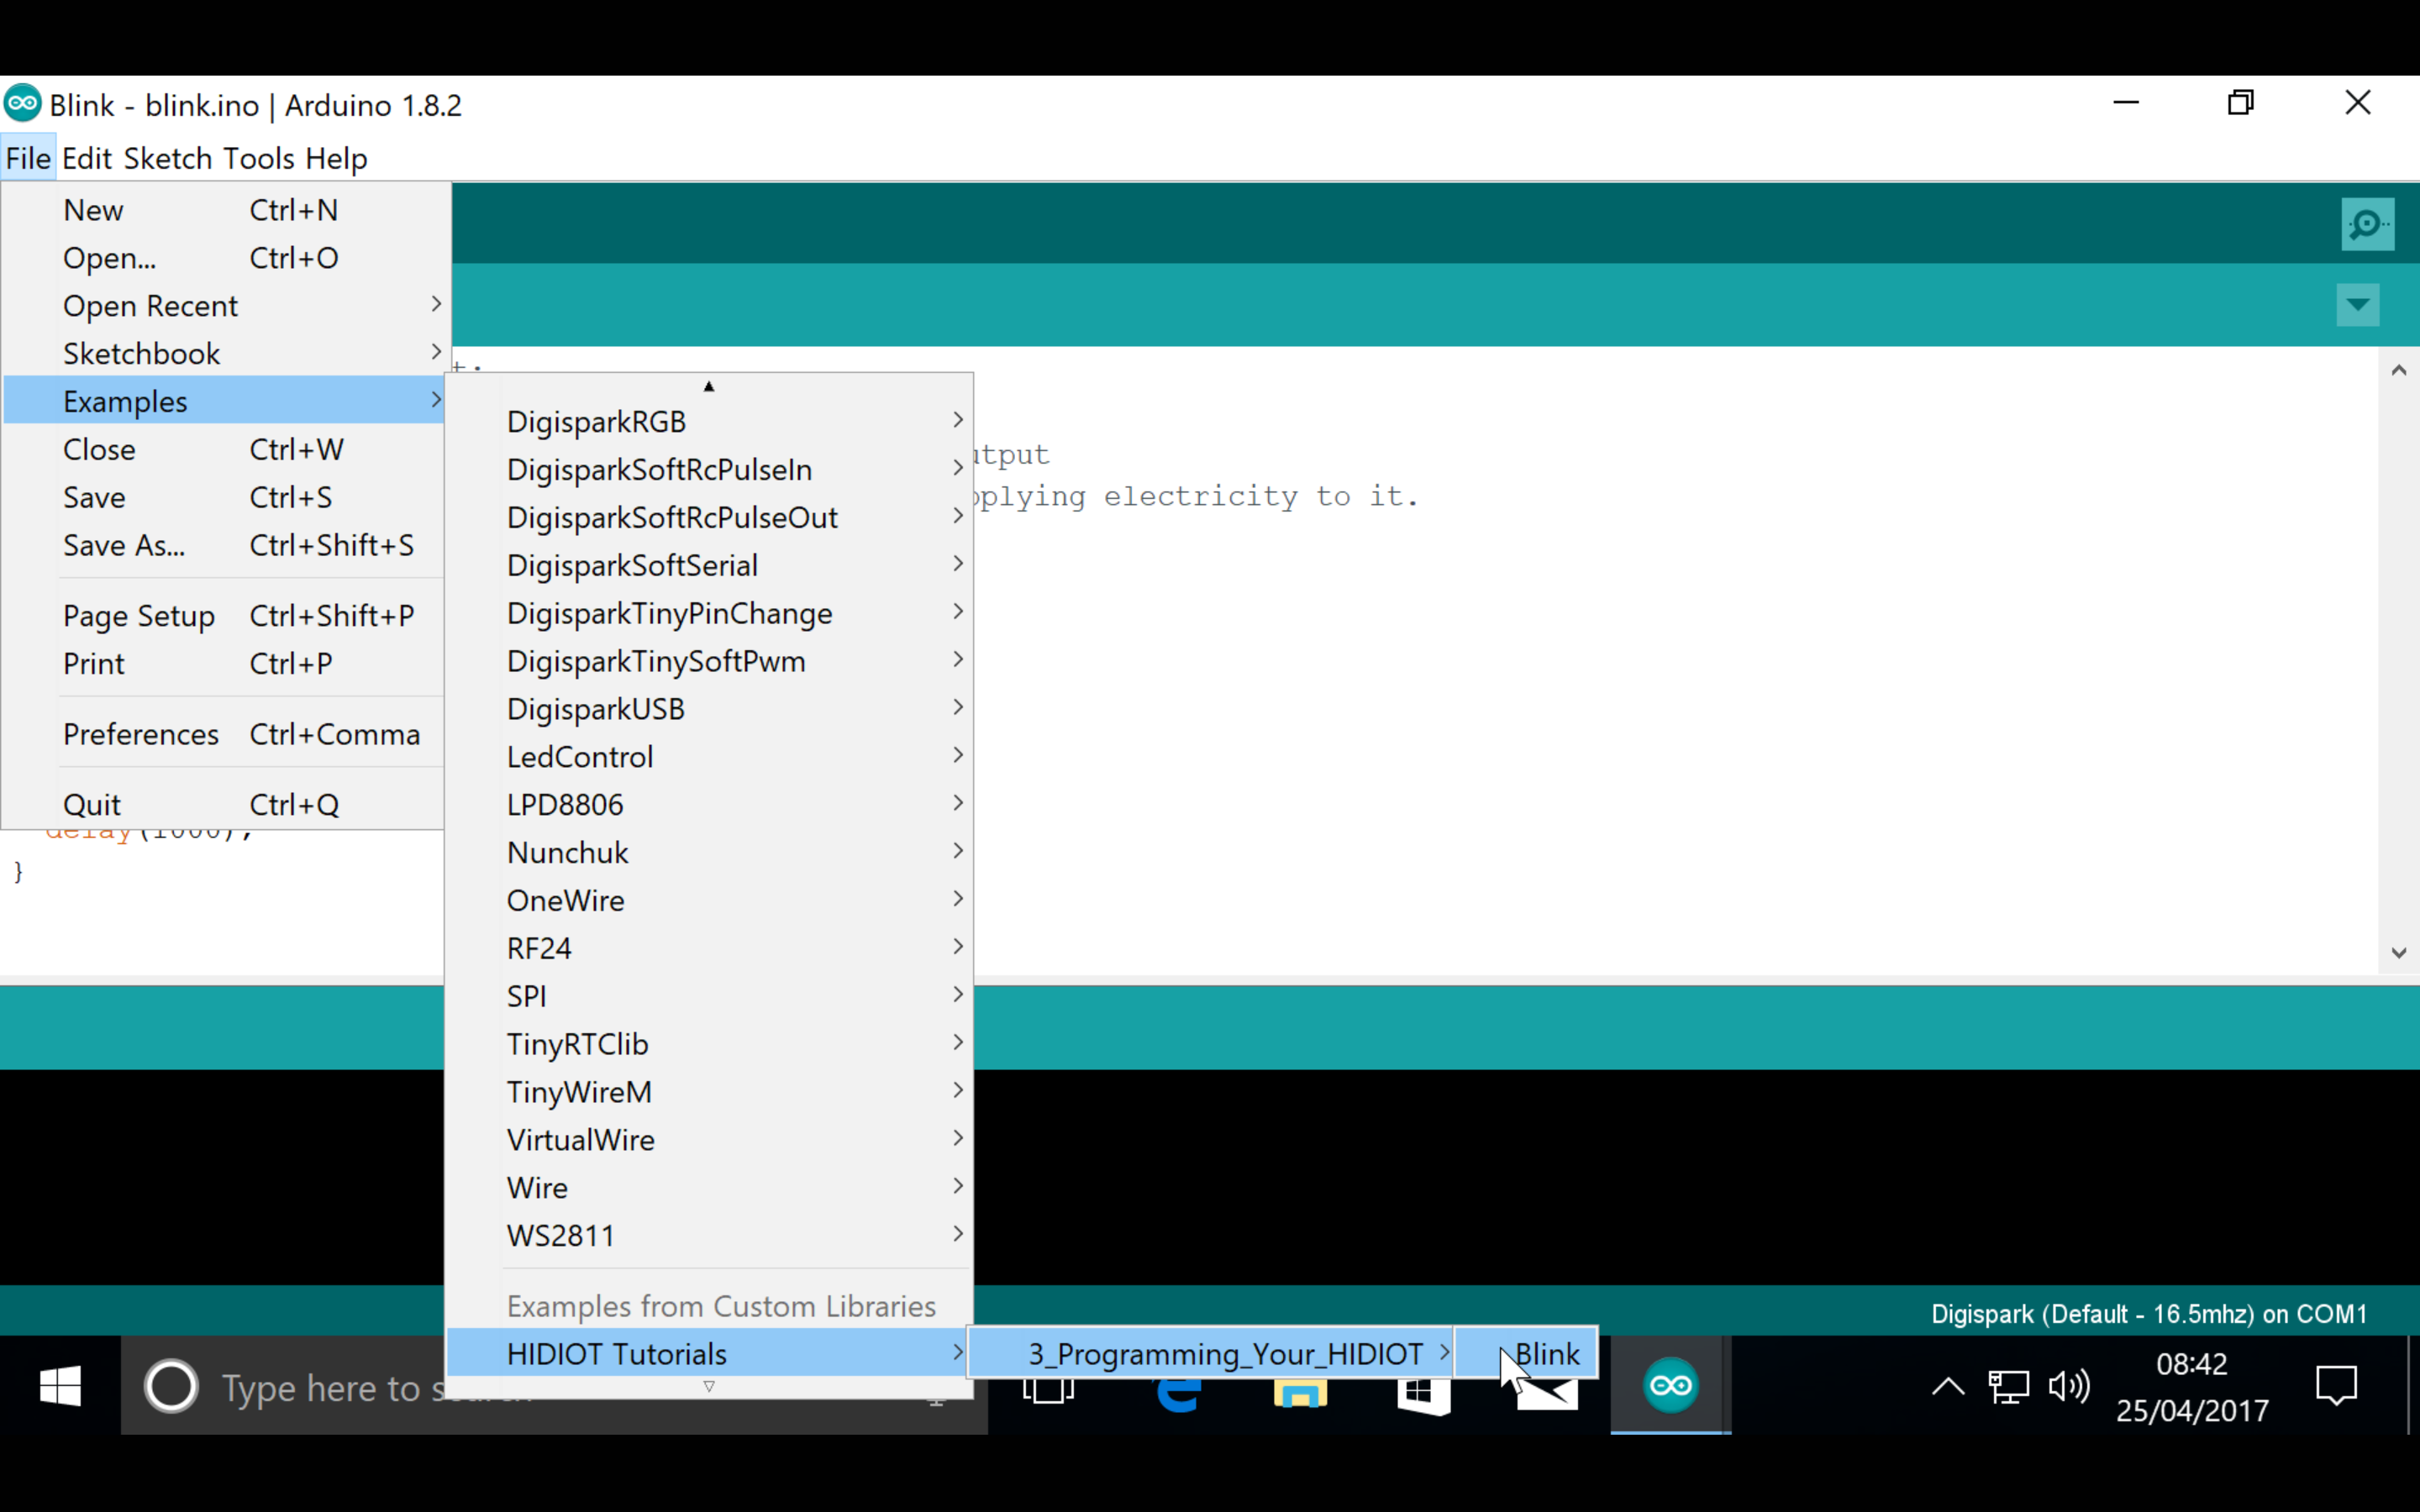 Blink - blink.ino | Arduino 1.8.2
File Edit Sketch Tools Help
New Ctrl+N
Open... Ctrl+O
Open Recent
Sketchbook
Examples
Close Ctrl+W
Save Ctrl+S
Save As... Ctrl+Shift+S
Page Setup Ctrl+Shift+P
Print Ctrl+P
Preferences Ctrl+Comma
Quit Ctrl+Q
DigisparkRGB
DigisparkSoftRcPulseIn
DigisparkSoftRcPulseOut
DigisparkSoftSerial
DigisparkTinyPinChange
DigisparkTinySoftPwm
DigisparkUSB
LedControl
LPD8806
Nunchuk
OneWire
RF24
SPI
TinyRTClib
TinyWireM
VirtualWire
Wire
WS2811
Examples from Custom Libraries
HIDIOT Tutorials
3_Programming_Your_HIDIOT
Blink
electricity to it.
delay(1000);
}
Digispark (Default - 16.5mhz) on COM1
Type here to
08:42
25/04/2017